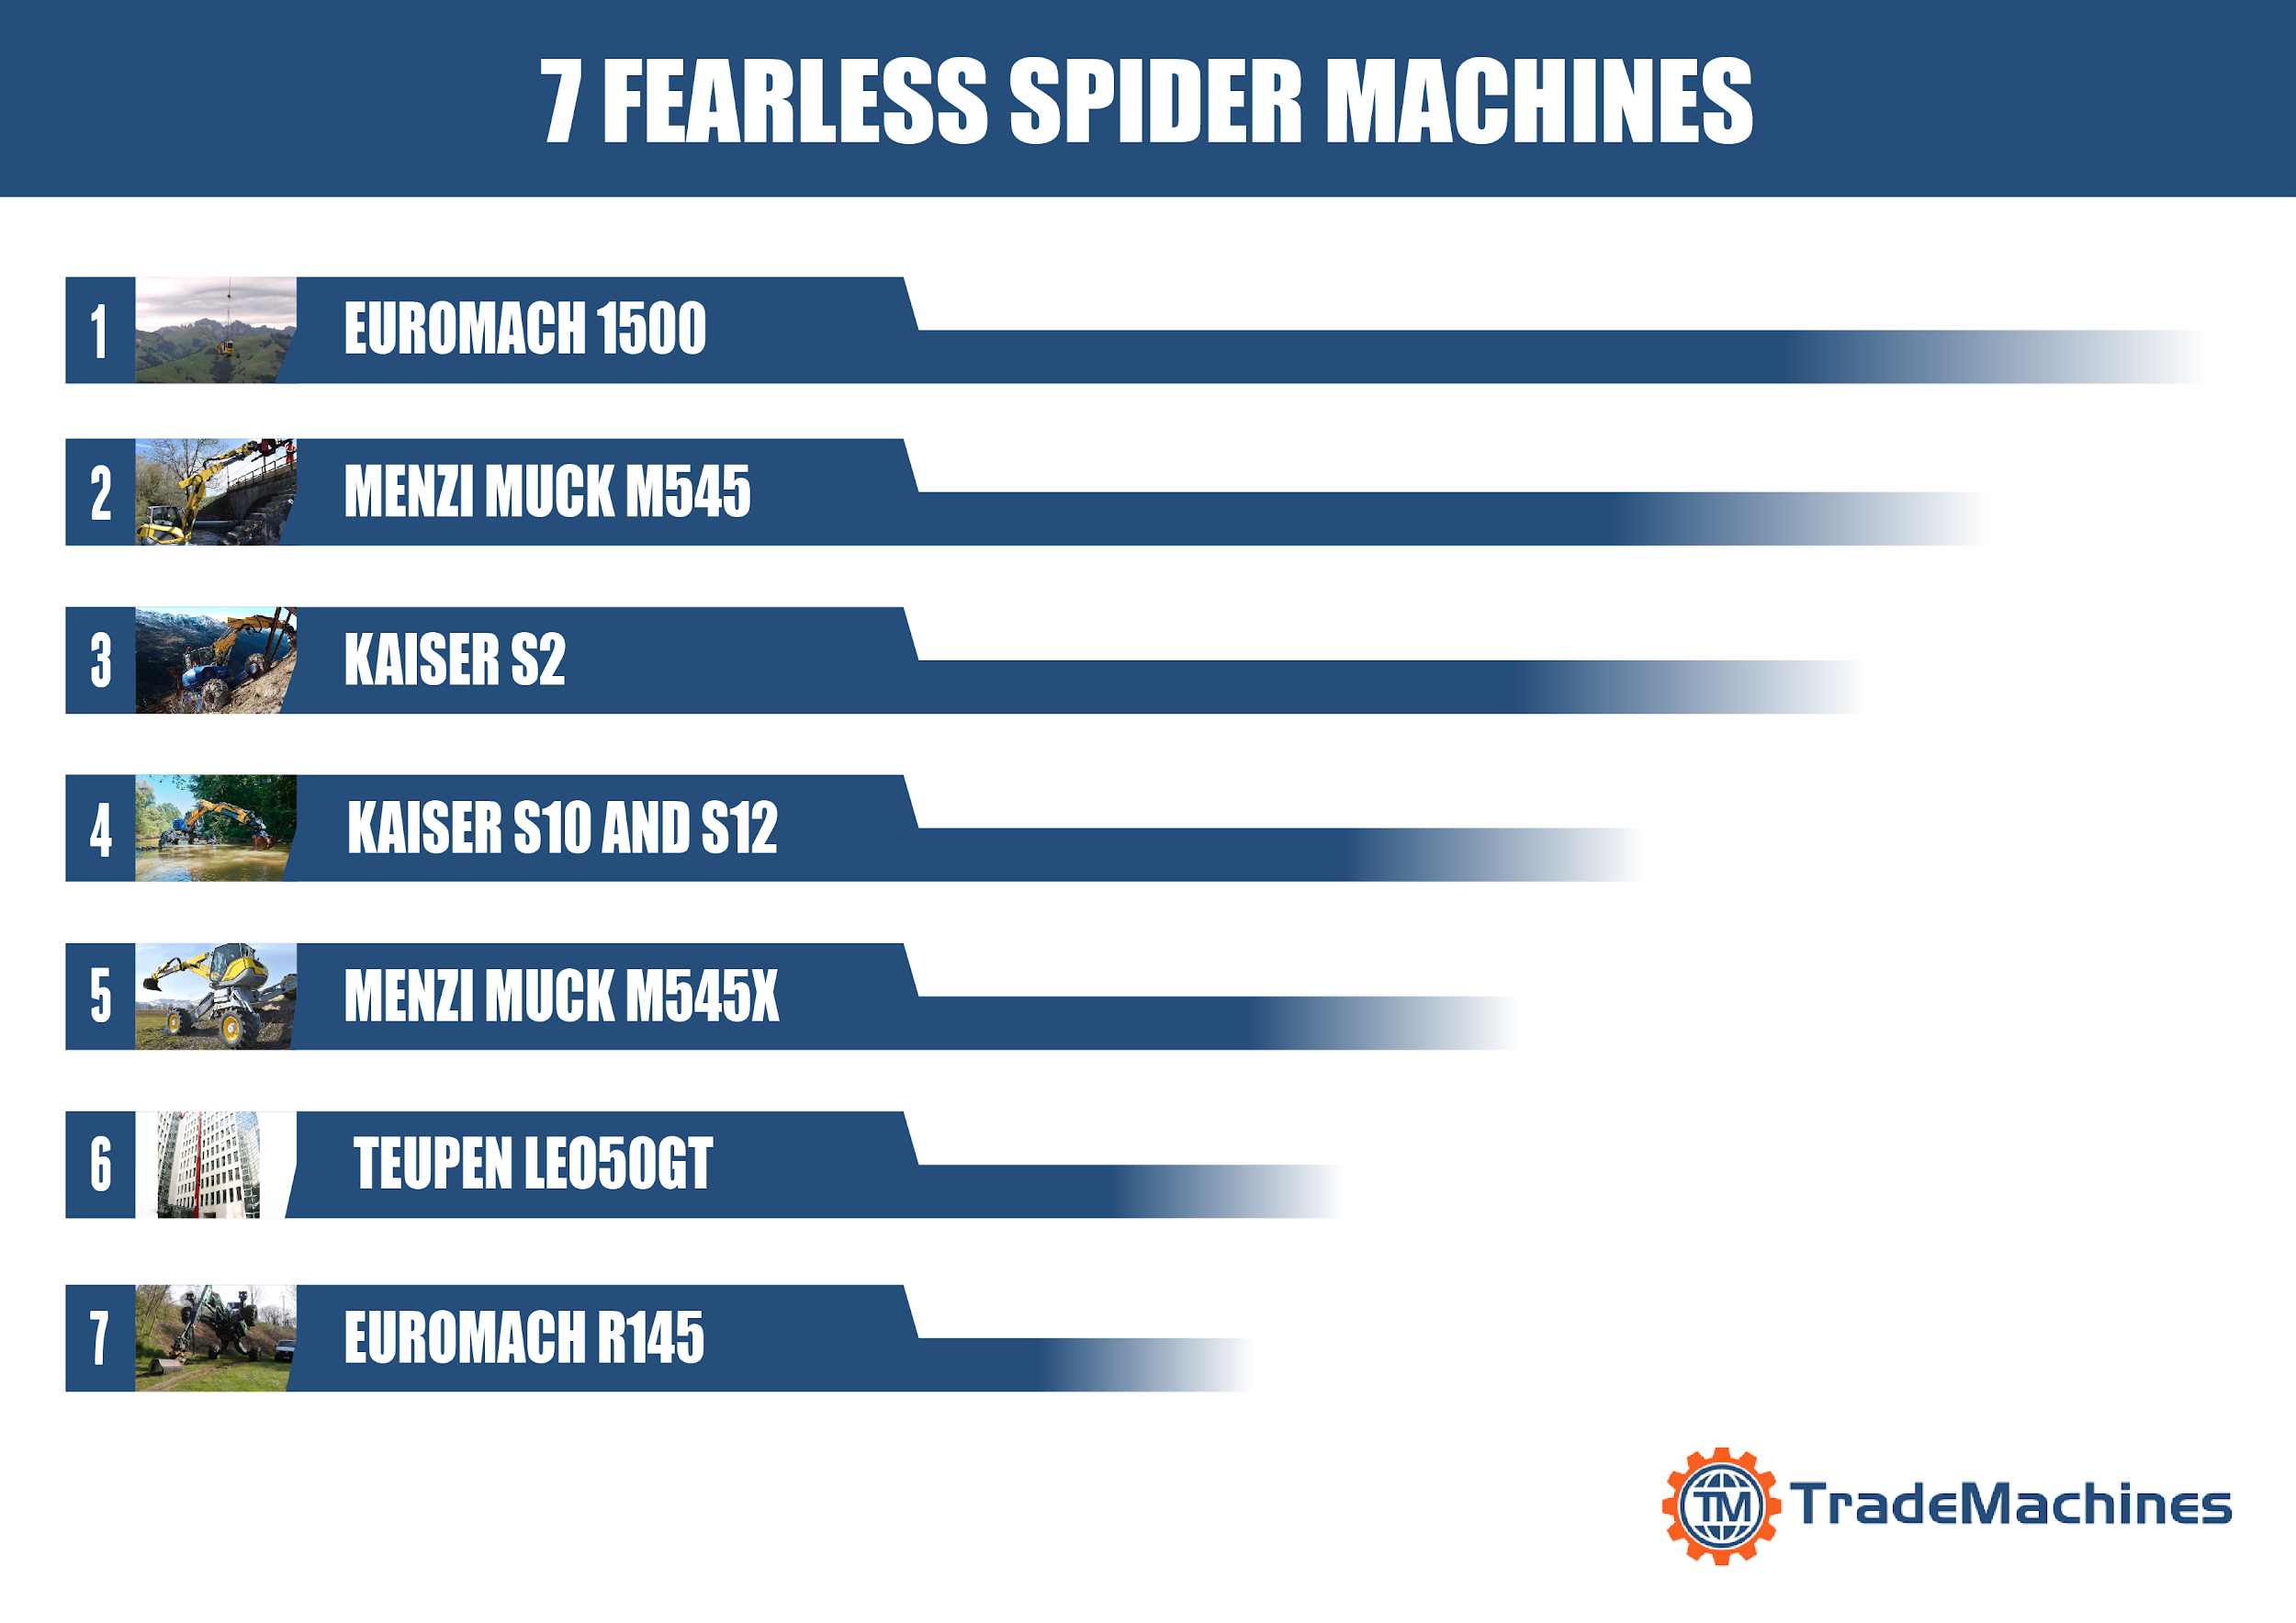 7 FEARLESS SPIDER MACHINES
1 EUROMACH 1500
2 MENZI MUCK M545
3 KAISER S2
4 KAISER S10 AND S12
5 MENZI MUCK M545X
6 TEUPEN LEO50GT
7 EUROMACH R145
TM TradeMachines